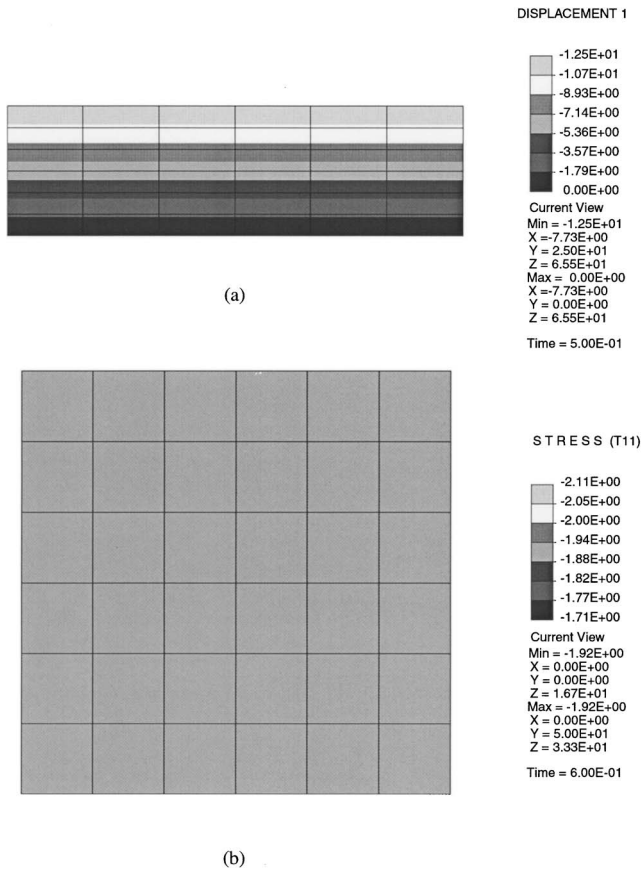 DISPLACEMENT 1
-1.25E+01
-1.07E+01
-8.93E+00
-7.14E+00
-5.36E+00
-3.57E+00
-1.79E+00
0.00E+00
Current View
Min = -1.25E+01
X =-7.73E+00
Y = 2.50E+01
Z = 6.55E+01
Max = 0.00E+00
X =-7.73E+00
Y = 0.00E+00
Z = 6.55E+01
Time = 5.00E-01
(a)
S T R E S S (T11)
-2.11E+00
-2.05E+00
-2.00E+00
-1.94E+00
-1.88E+00
-1.82E+00
-1.77E+00
-1.71E+00
Current View
Min = -1.92E+00
X = 0.00E+00
Y = 0.00E+00
Z = 1.67E+01
Max = -1.92E+00
X = 0.00E+00
Y = 5.00E+01
Z = 3.33E+01
Time = 6.00E-01
(b)